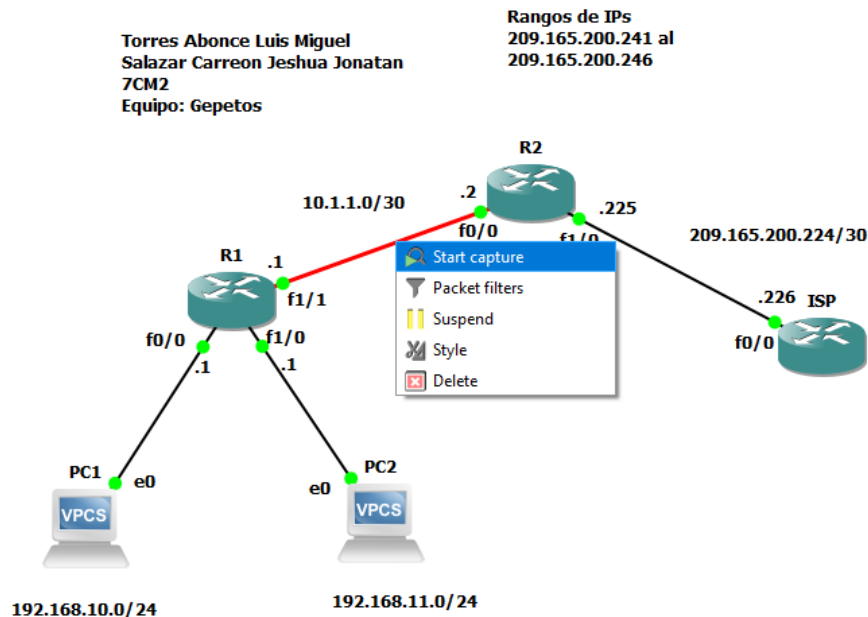 Torres Abonce Luis Miguel
Salazar Carreon Jeshua Jonatan
7CM2
Equipo: Gepetos
Rangos de IPs
209.165.200.241 al
209.165.200.246
R2
.2
.225
10.1.1.0/30
f0/0
f1/0
209.165.200.224/30
R1
.1
f1/1
Start capture
Packet filters
Suspend
Style
Delete
.226
ISP
f0/0
f0/0
f1/0
.1
.1
PC1
e0
VPCS
PC2
e0
VPCS
192.168.10.0/24
192.168.11.0/24